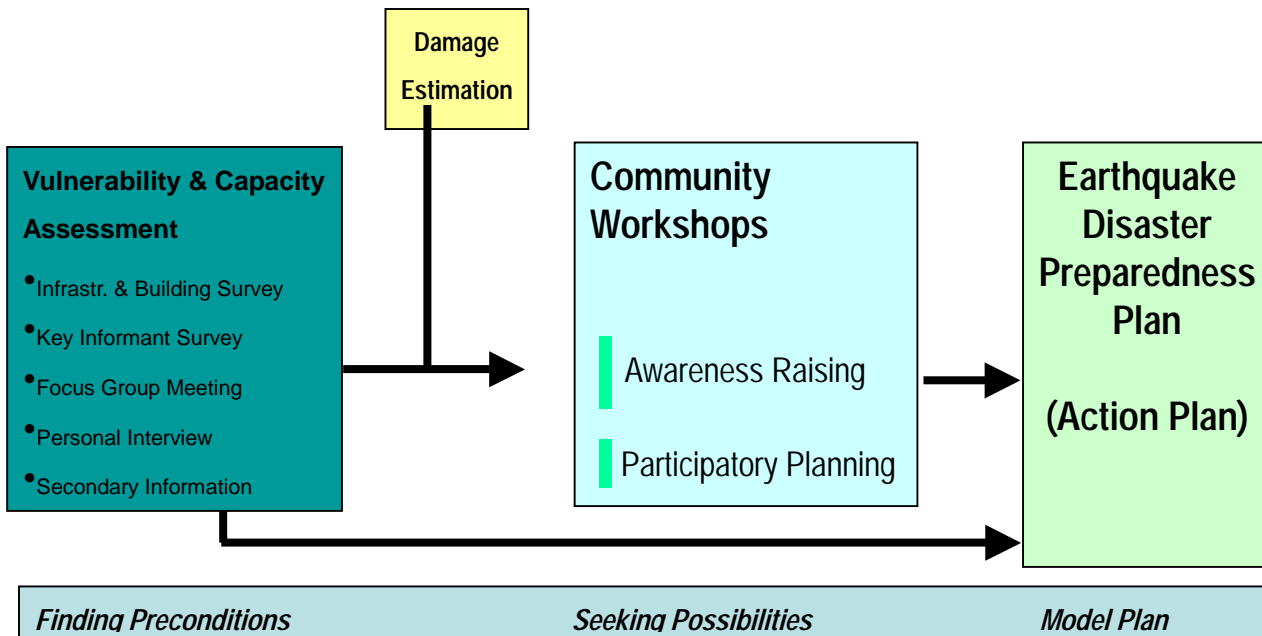 Damage
Estimation
Vulnerability & Capacity
Assessment
•Infrastr. & Building Survey
•Key Informant Survey
•Focus Group Meeting
•Personal Interview
•Secondary Information
Community
Workshops
Awareness Raising
Participatory Planning
Earthquake
Disaster
Preparedness
Plan
(Action Plan)
Finding Preconditions
Seeking Possibilities
Model Plan